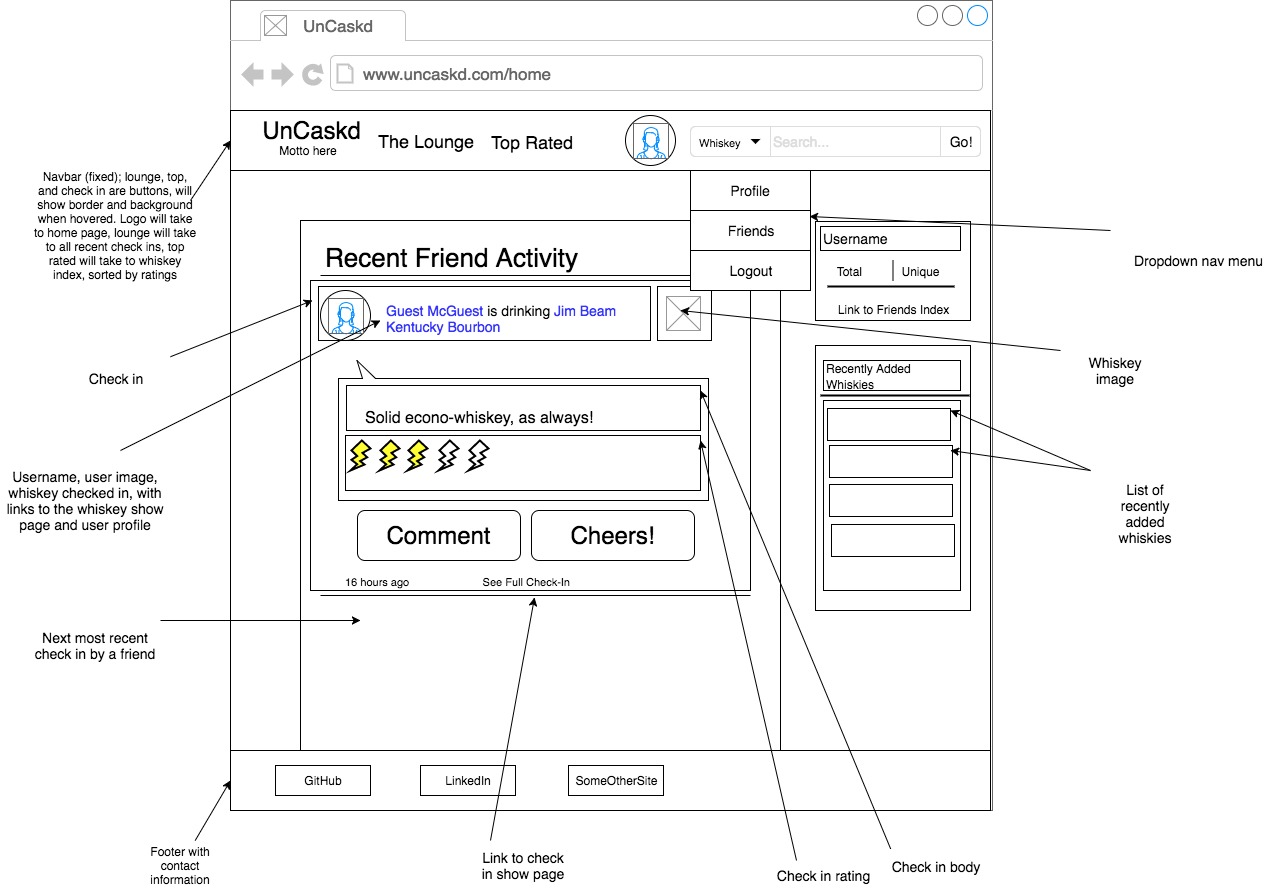 UnCaskd
www.uncaskd.com/home
UnCaskd
Motto here
The Lounge
Top Rated
Whiskey
Search...
Go!
Navbar (fixed); lounge, top,
and check in are buttons, will
show border and background
when hovered. Logo will take
to home page, lounge will take
to all recent check ins, top
rated will take to whiskey
index, sorted by ratings
Profile
Friends
Logout
Dropdown nav menu
Recent Friend Activity
Username
Total
Unique
Link to Friends Index
Guest McGuest is drinking Jim Beam
Kentucky Bourbon
Check in
Whiskey
image
Recently Added
Whiskies
Solid econo-whiskey, as always!
Username, user image,
whiskey checked in, with
links to the whiskey show
page and user profile
List of
recently
added
whiskies
Comment
Cheers!
16 hours ago
See Full Check-In
Next most recent
check in by a friend
GitHub
LinkedIn
SomeOtherSite
Footer with
contact
information
Link to check
in show page
Check in rating
Check in body